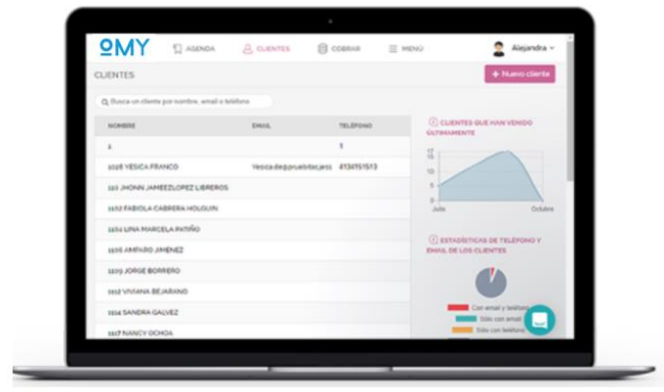 OMY AGENDA CLIENTES COBRAR MENÚ Alejandra
CLIENTES + Nuevo cliente
Busca un cliente por nombre, email o teléfono
NOMBRE EMAIL TELÉFONO
CLIENTES QUE HAN VENIDO
ÚLTIMAMENTE
YESICA FRANCO
JHONN JAMEEZLOPEZ LIBREROS
FABIOLA CABRERA HOLGUIN
LINA MARCELA PATIÑO
AMPARO JIMENEZ
JORGE BORRERO
VIVIANA BEJARANO
SANDRA GALVEZ
NANCY OCHOA
10
5
0
Julio Octubre
ESTADÍSTICAS DE TELÉFONO Y
EMAIL DE LOS CLIENTES
Con email y teléfono
Sólo con email
Sólo con teléfono